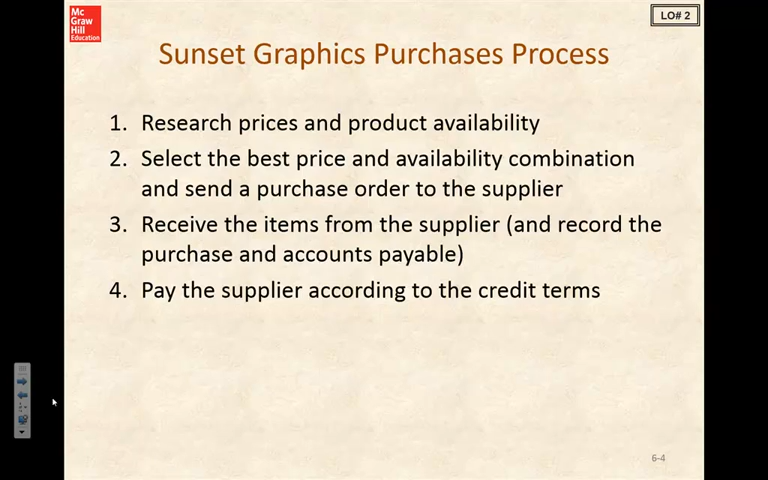 Mc
Graw
Hill
Education
LO# 2
Sunset Graphics Purchases Process
1. Research prices and product availability
2. Select the best price and availability combination
and send a purchase order to the supplier
3. Receive the items from the supplier (and record the
purchase and accounts payable)
4. Pay the supplier according to the credit terms
6-4